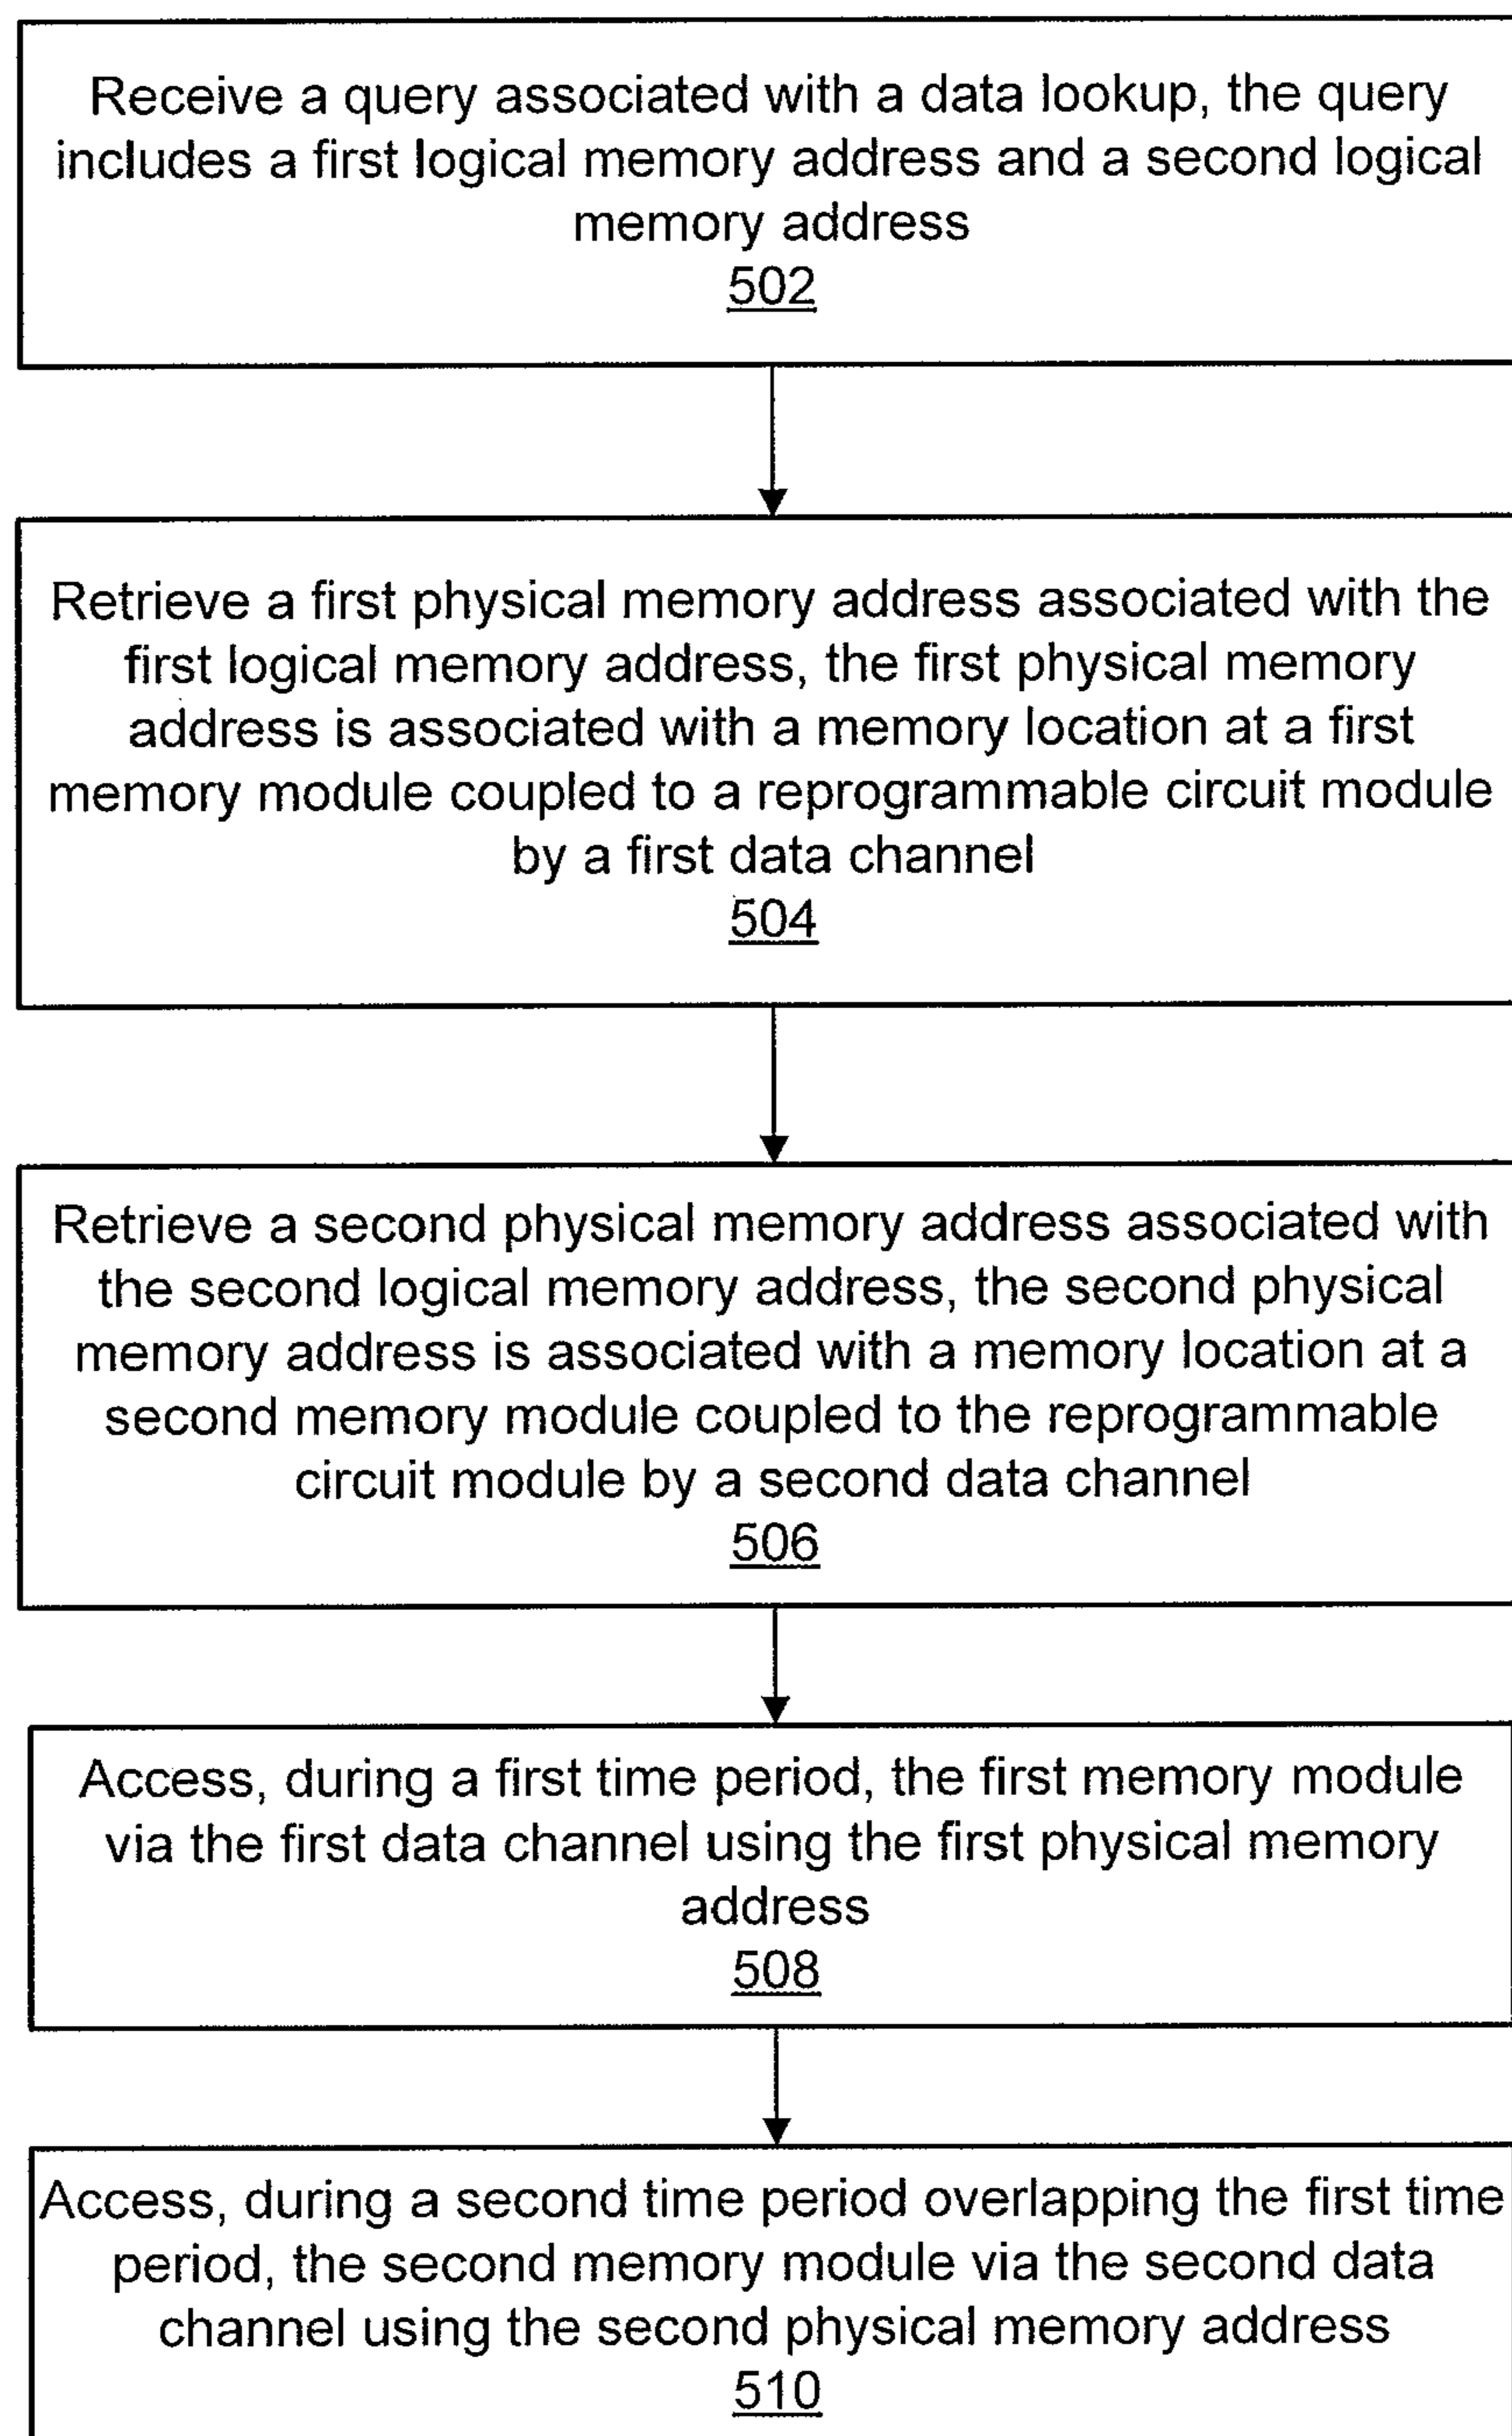 Receive a query associated with a data lookup, the query
includes a first logical memory address and a second logical
memory address
502
Retrieve a first physical memory address associated with the
first logical memory address, the first physical memory
address is associated with a memory location at a first
memory module coupled to a reprogrammable circuit module
by a first data channel
504
Retrieve a second physical memory address associated with
the second logical memory address, the second physical
memory address is associated with a memory location at a
second memory module coupled to the reprogrammable
circuit module by a second data channel
506
Access, during a first time period, the first memory module
via the first data channel using the first physical memory
address
508
Access, during a second time period overlapping the first time
period, the second memory module via the second data
channel using the second physical memory address
510